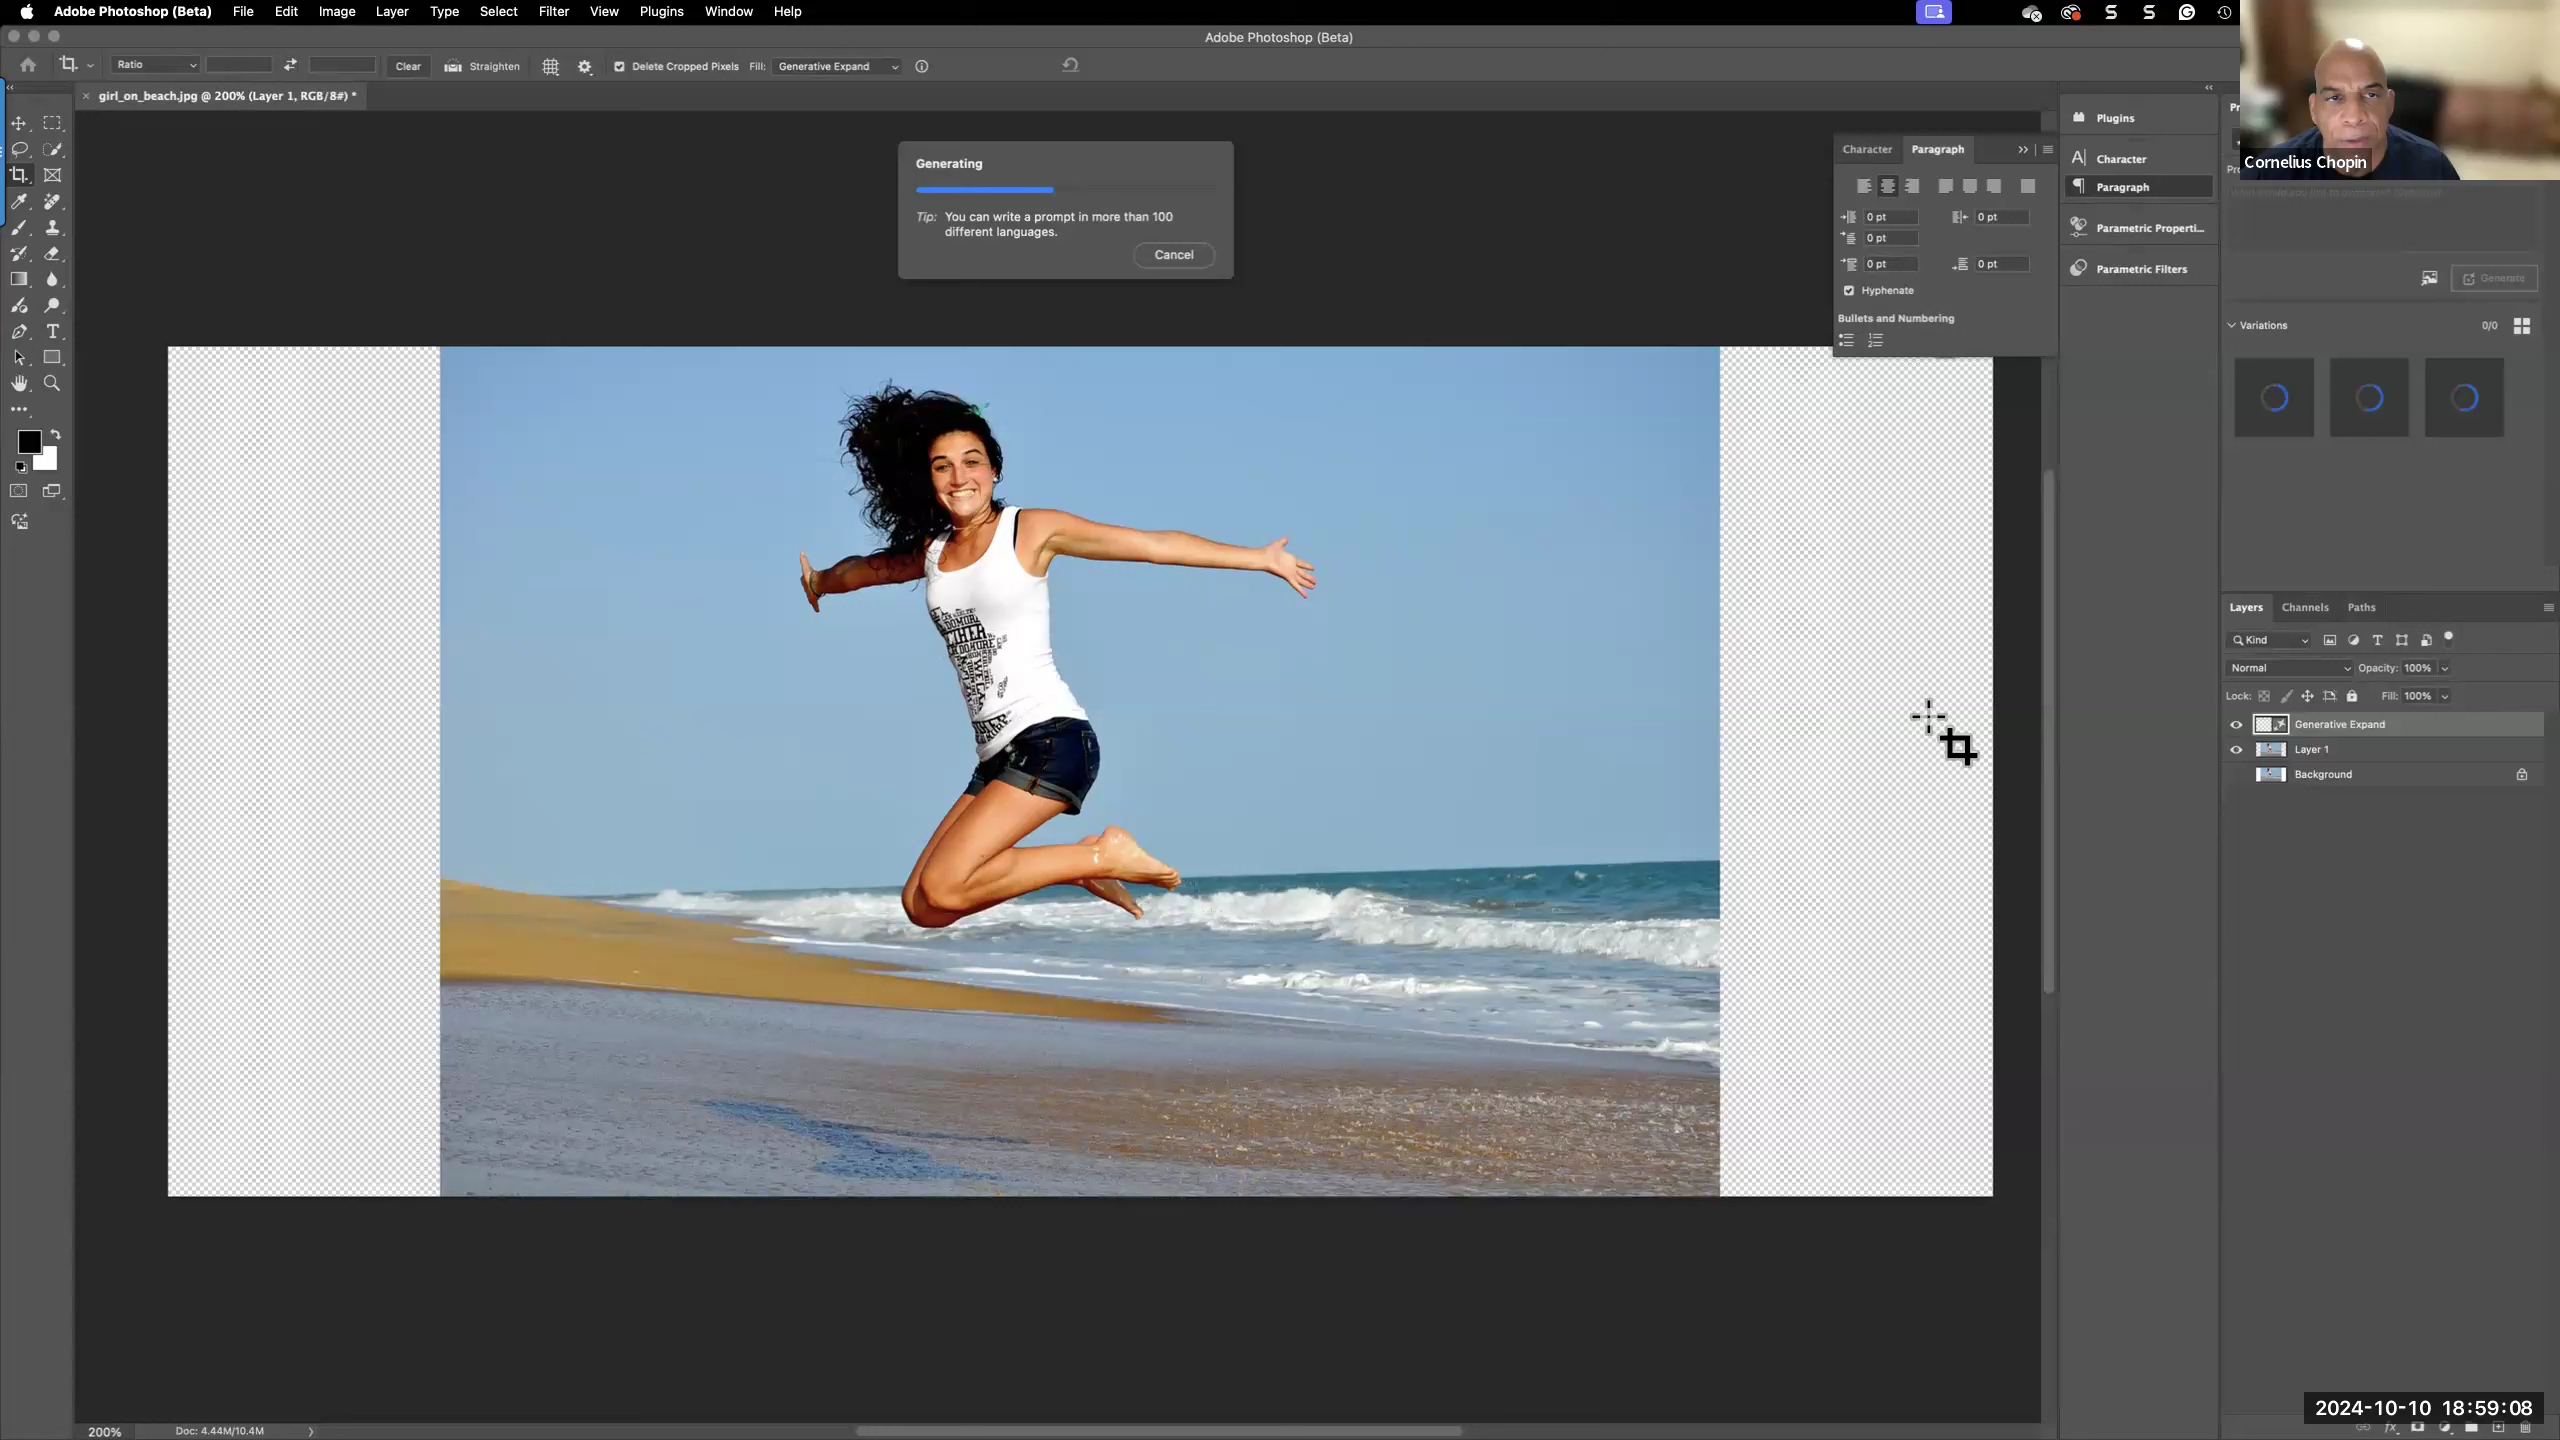 Adobe Photoshop (Beta) File Edit Image Layer Type Select Filter View Plugins Window Help
Adobe Photoshop (Beta)
Ratio Clear Straighten Delete Cropped Pixels Fill: Generative Expand
girl_on_beach.jpg @ 200% (Layer 1, RGB/8#) *
Generating
Tip: You can write a prompt in more than 100
different languages.
Cancel
Character Paragraph
0 pt 0 pt
0 pt
0 pt 0 pt
Hyphenate
Bullets and Numbering
Plugins
Character
Paragraph
Parametric Properti...
Parametric Filters
Cornelius Chopin
Generate
Variations 0/0
Layers Channels Paths
Kind
Normal Opacity: 100%
Lock: Fill: 100%
Generative Expand
Layer 1
Background
2024-10-10 18:59:08
200% Doc: 4.44M/10.4M